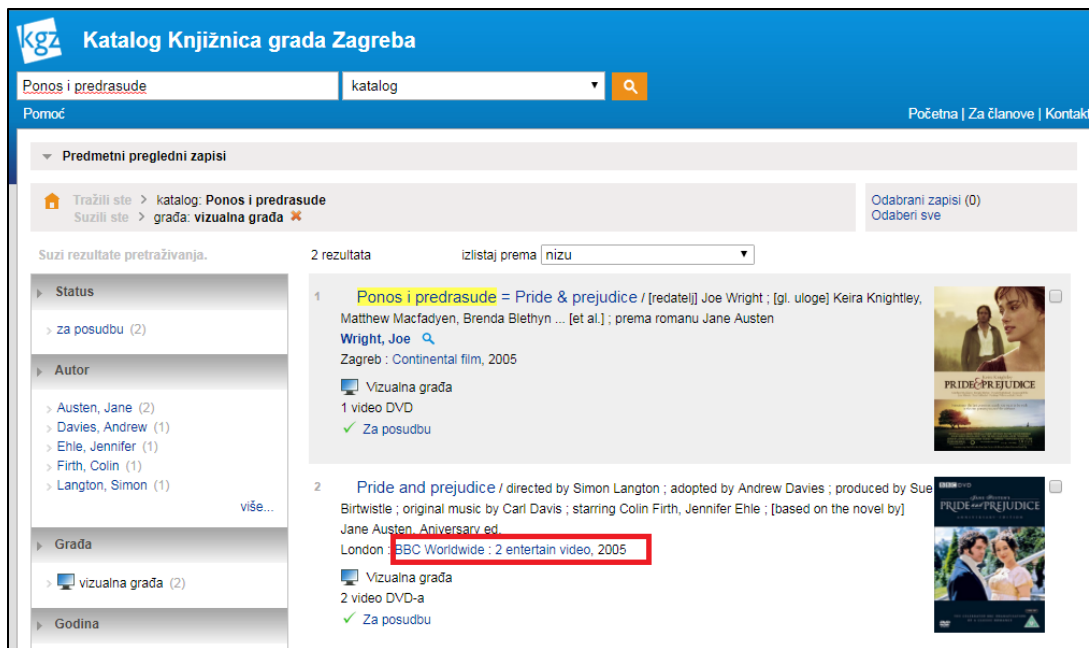 kgz Katalog Knjižnica grada Zagreba
Ponos i predrasude katalog
Pomoć Početna | Za članove | Kontakt
Predmetni pregledni zapisi
Tražili ste > katalog: Ponos i predrasude
Suzili ste > građa: vizualna građa
Odabrani zapisi (0)
Odaberi sve
Suzi rezultate pretraživanja.
2 rezultata izlistaj prema nizu
Status
za posudbu (2)
Autor
Austen, Jane (2)
Davies, Andrew (1)
Ehle, Jennifer (1)
Firth, Colin (1)
Langton, Simon (1)
više...
Građa
vizualna građa (2)
Godina
1 Ponos i predrasude = Pride & prejudice / [redatelj] Joe Wright ; [gl. uloge] Keira Knightley,
Matthew Macfadyen, Brenda Blethyn ... [et al.] ; prema romanu Jane Austen
Wright, Joe
Zagreb : Continental film, 2005
Vizualna građa
1 video DVD
Za posudbu
PRIDE & PREJUDICE
2 Pride and prejudice / directed by Simon Langton ; adopted by Andrew Davies ; produced by Sue
Birtwistle ; original music by Carl Davis ; starring Colin Firth, Jennifer Ehle ; [based on the novel by]
Jane Austen. Aniversary ed.
London : BBC Worldwide : 2 entertain video, 2005
Vizualna građa
2 video DVD-a
Za posudbu
BBC DVD
Jane Austen's
PRIDE and PREJUDICE